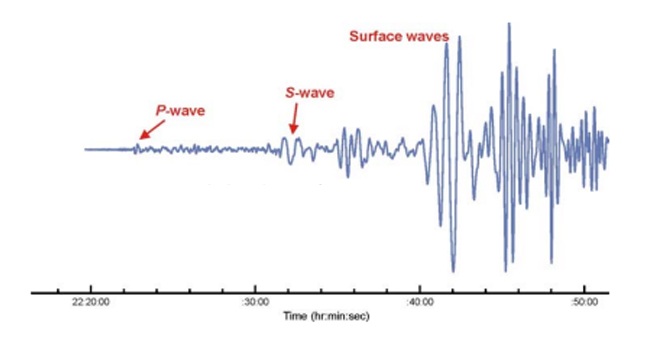 Surface waves
S-wave
P-wave
22:20:00
:30:00
:40:00
:50:00
Time (hr:min:sec)